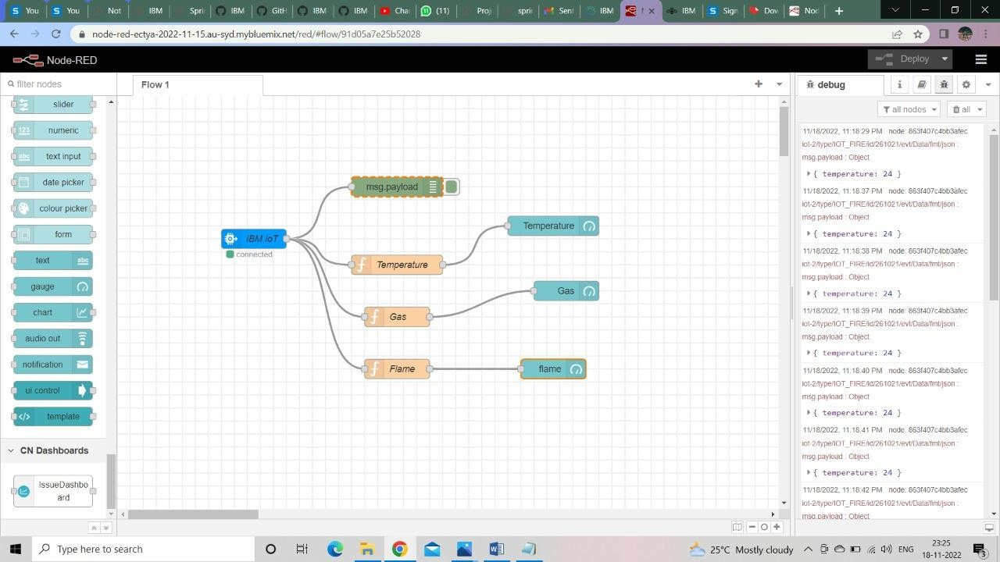 You
You
Not
IBM
Spri
IBM
GitH
IBM
IBM
Cha
(11)
Proje
sprin
Sent
IBM
IBM
Sign
Dow
Nod
node-red-ectya-2022-11-15.au-syd.mybluemix.net/red/#flow/91d05a7e25b52028
Node-RED
Deploy
filter nodes
Flow 1
debug
all nodes
all
slider
numeric
text input
date picker
colour picker
form
text
gauge
chart
audio out
notification
ui control
template
CN Dashboards
IssueDashbo
ard
msg.payload
IBM IoT
connected
Temperature
Temperature
Gas
Gas
Flame
flame
11/18/2022, 11:18:29 PM node: 863f407c4bb3afec
iot-2/type/IOT_FIRE/id/261021/evt/Data/fmt/json :
msg.payload : Object
{ temperature: 24 }
11/18/2022, 11:18:37 PM node: 863f407c4bb3afec
iot-2/type/IOT_FIRE/id/261021/evt/Data/fmt/json :
msg.payload : Object
{ temperature: 24 }
11/18/2022, 11:18:38 PM node: 863f407c4bb3afec
iot-2/type/IOT_FIRE/id/261021/evt/Data/fmt/json :
msg.payload : Object
{ temperature: 24 }
11/18/2022, 11:18:39 PM node: 863f407c4bb3afec
iot-2/type/IOT_FIRE/id/261021/evt/Data/fmt/json :
msg.payload : Object
{ temperature: 24 }
11/18/2022, 11:18:40 PM node: 863f407c4bb3afec
iot-2/type/IOT_FIRE/id/261021/evt/Data/fmt/json :
msg.payload : Object
{ temperature: 24 }
11/18/2022, 11:18:41 PM node: 863f407c4bb3afec
iot-2/type/IOT_FIRE/id/261021/evt/Data/fmt/json :
msg.payload : Object
{ temperature: 24 }
11/18/2022, 11:18:42 PM node: 863f407c4bb3afec
iot-2/type/IOT_FIRE/id/261021/evt/Data/fmt/json :
msg.payload : Object
Type here to search
25°C Mostly cloudy
ENG
23:25
18-11-2022
3